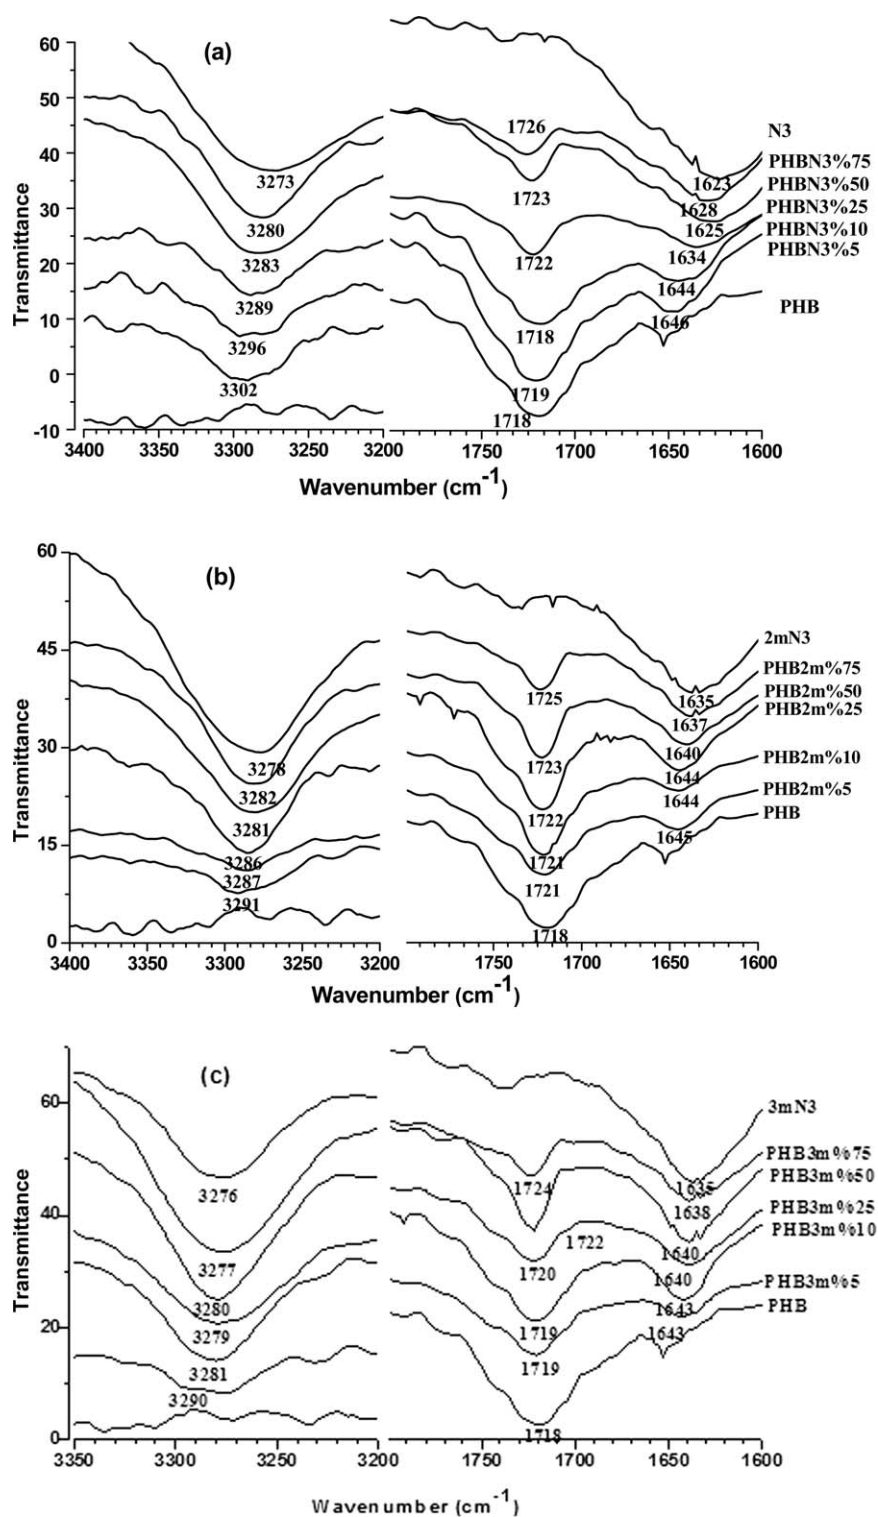 (a)
Transmittance
60
50
40
30
20
10
0
-10
3273
3280
3283
3289
3296
3302
1726
1723
1722
1718
1719
1718
1623
1628
1625
1634
1644
1646
N3
PHBN3%75
PHBN3%50
PHBN3%25
PHBN3%10
PHBN3%5
PHB
3400 3350 3300 3250 3200 1750 1700 1650 1600
Wavenumber (cm-1)
(b)
Transmittance
60
45
30
15
0
3278
3282
3281
3286
3287
3291
1725
1723
1722
1721
1721
1718
1635
1637
1640
1644
1644
1645
2mN3
PHB2m%75
PHB2m%50
PHB2m%25
PHB2m%10
PHB2m%5
PHB
3400 3350 3300 3250 3200 1750 1700 1650 1600
Wavenumber (cm-1)
(c)
Transmittance
60
40
20
0
3276
3277
3280
3279
3281
3290
1724
1722
1720
1719
1719
1718
1635
1638
1640
1640
1643
1643
3mN3
PHB3m%75
PHB3m%50
PHB3m%25
PHB3m%10
PHB3m%5
PHB
3350 3300 3250 3200 1750 1700 1650 1600
Wavenumber (cm-1)